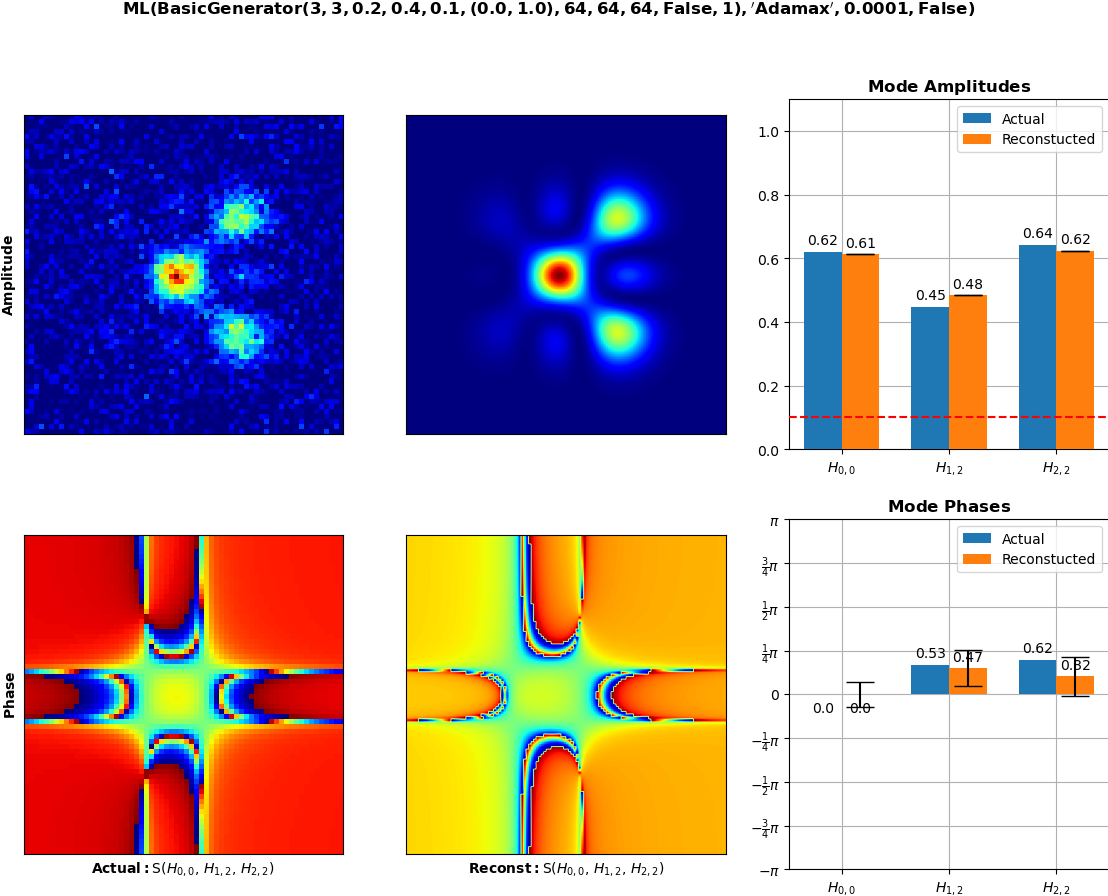 ML(BasicGenerator(3, 3, 0.2, 0.4, 0.1, (0.0, 1.0), 64, 64, 64, False, 1), ′Adamax′, 0.0001, False)
Amplitude
Mode Amplitudes
Actual
Reconstucted
1.0
0.8
0.6
0.4
0.2
0.0
0.62
0.61
0.45
0.48
0.64
0.62
H₀,₀
H₁,₂
H₂,₂
Phase
Actual: S(H₀,₀, H₁,₂, H₂,₂)
Reconst: S(H₀,₀, H₁,₂, H₂,₂)
Mode Phases
Actual
Reconstucted
π
3/4π
1/2π
1/4π
0
−1/4π
−1/2π
−3/4π
−π
0.0
0.0
0.53
0.47
0.62
0.32
H₀,₀
H₁,₂
H₂,₂